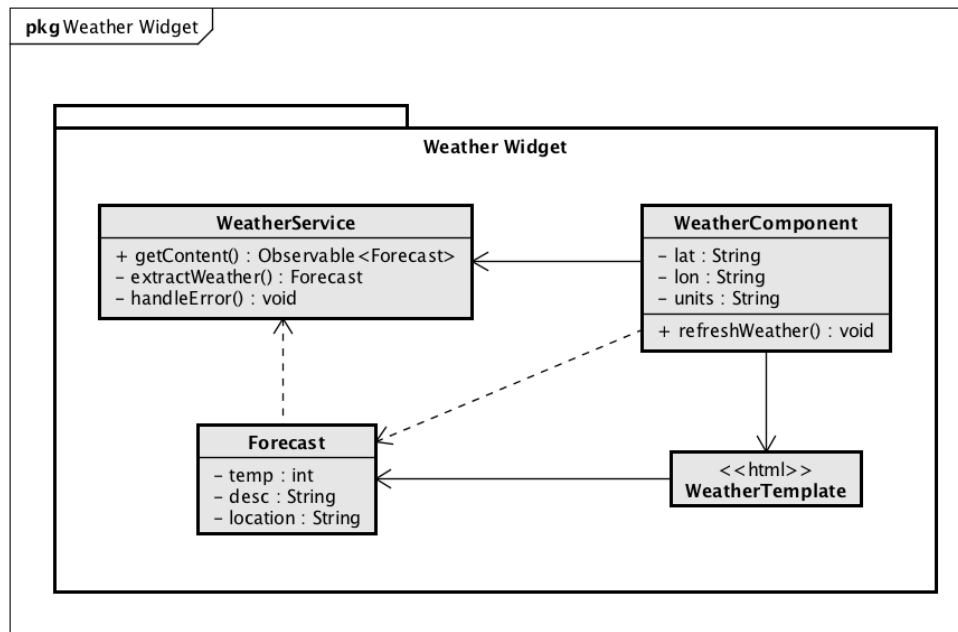 pkg Weather Widget
Weather Widget
WeatherService
+ getContent() : Observable<Forecast>
– extractWeather() : Forecast
– handleError() : void
WeatherComponent
– lat : String
– lon : String
– units : String
+ refreshWeather() : void
Forecast
– temp : int
– desc : String
– location : String
<<html>>
WeatherTemplate